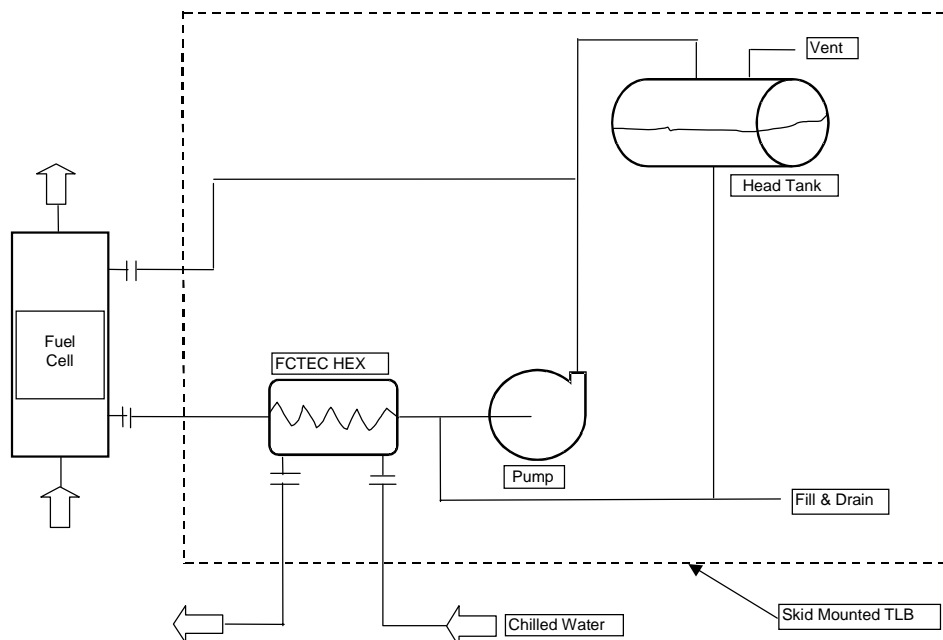 Vent
Head Tank
Fuel
Cell
FCTEC HEX
Pump
Fill & Drain
Chilled Water
Skid Mounted TLB